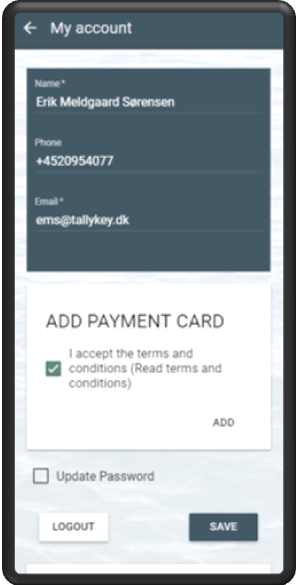 My account
Name*
Erik Meldgaard Sørensen
Phone
+4520954077
Email*
ems@tallykey.dk
ADD PAYMENT CARD
I accept the terms and
conditions (Read terms and
conditions)
ADD
Update Password
LOGOUT
SAVE